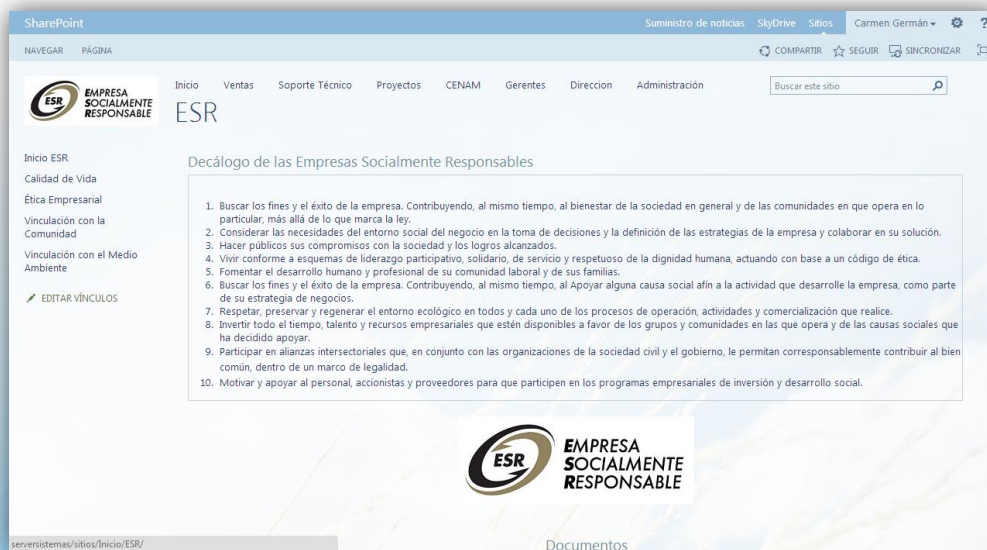 SharePoint
Suministro de noticias SkyDrive Sitios Carmen Germán ?
NAVEGAR PÁGINA
COMPARTIR SEGUIR SINCRONIZAR
ESR EMPRESA
SOCIALMENTE
RESPONSABLE
Inicio Ventas Soporte Técnico Proyectos CENAM Gerentes Direccion Administración
Buscar este sitio
ESR
Inicio ESR
Calidad de Vida
Ética Empresarial
Vinculación con la
Comunidad
Vinculación con el Medio
Ambiente
EDITAR VÍNCULOS
Decálogo de las Empresas Socialmente Responsables
1. Buscar los fines y el éxito de la empresa. Contribuyendo, al mismo tiempo, al bienestar de la sociedad en general y de las comunidades en que opera en lo
particular, más allá de lo que marca la ley.
2. Considerar las necesidades del entorno social del negocio en la toma de decisiones y la definición de las estrategias de la empresa y colaborar en su solución.
3. Hacer públicos sus compromisos con la sociedad y los logros alcanzados.
4. Vivir conforme a esquemas de liderazgo participativo, solidario, de servicio y respetuoso de la dignidad humana, actuando con base a un código de ética.
5. Fomentar el desarrollo humano y profesional de su comunidad laboral y de sus familias.
6. Buscar los fines y el éxito de la empresa. Contribuyendo, al mismo tiempo, al Apoyar alguna causa social afín a la actividad que desarrolle la empresa, como parte
de su estrategia de negocios.
7. Respetar, preservar y regenerar el entorno ecológico en todos y cada uno de los procesos de operación, actividades y comercialización que realice.
8. Invertir todo el tiempo, talento y recursos empresariales que estén disponibles a favor de los grupos y comunidades en las que opera y de las causas sociales que
ha decidido apoyar.
9. Participar en alianzas intersectoriales que, en conjunto con las organizaciones de la sociedad civil y el gobierno, le permitan corresponsablemente contribuir al bien
común, dentro de un marco de legalidad.
10. Motivar y apoyar al personal, accionistas y proveedores para que participen en los programas empresariales de inversión y desarrollo social.
ESR EMPRESA
SOCIALMENTE
RESPONSABLE
Documentos
serversistemas/sitios/Inicio/ESR/